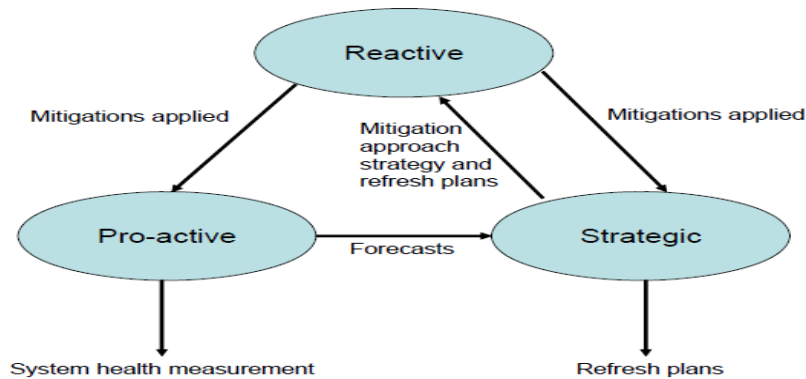 Reactive
Mitigations applied
Mitigations applied
Mitigation
approach
strategy and
refresh plans
Pro-active
Forecasts
Strategic
System health measurement
Refresh plans